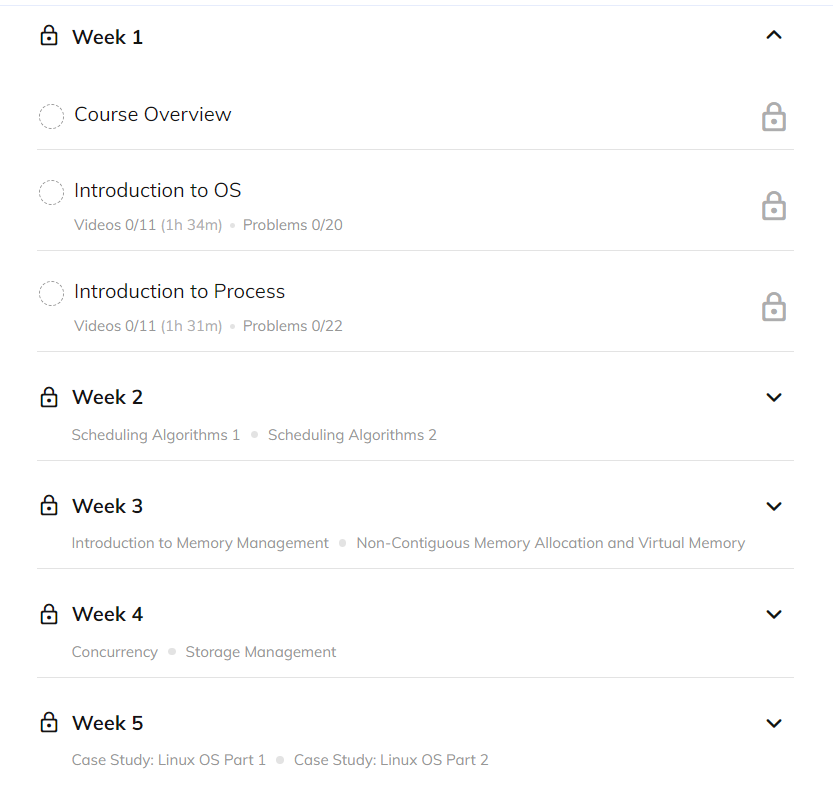 Week 1
Course Overview
Introduction to OS
Videos 0/11 (1h 34m) • Problems 0/20
Introduction to Process
Videos 0/11 (1h 31m) • Problems 0/22
Week 2
Scheduling Algorithms 1 • Scheduling Algorithms 2
Week 3
Introduction to Memory Management • Non-Contiguous Memory Allocation and Virtual Memory
Week 4
Concurrency • Storage Management
Week 5
Case Study: Linux OS Part 1 • Case Study: Linux OS Part 2